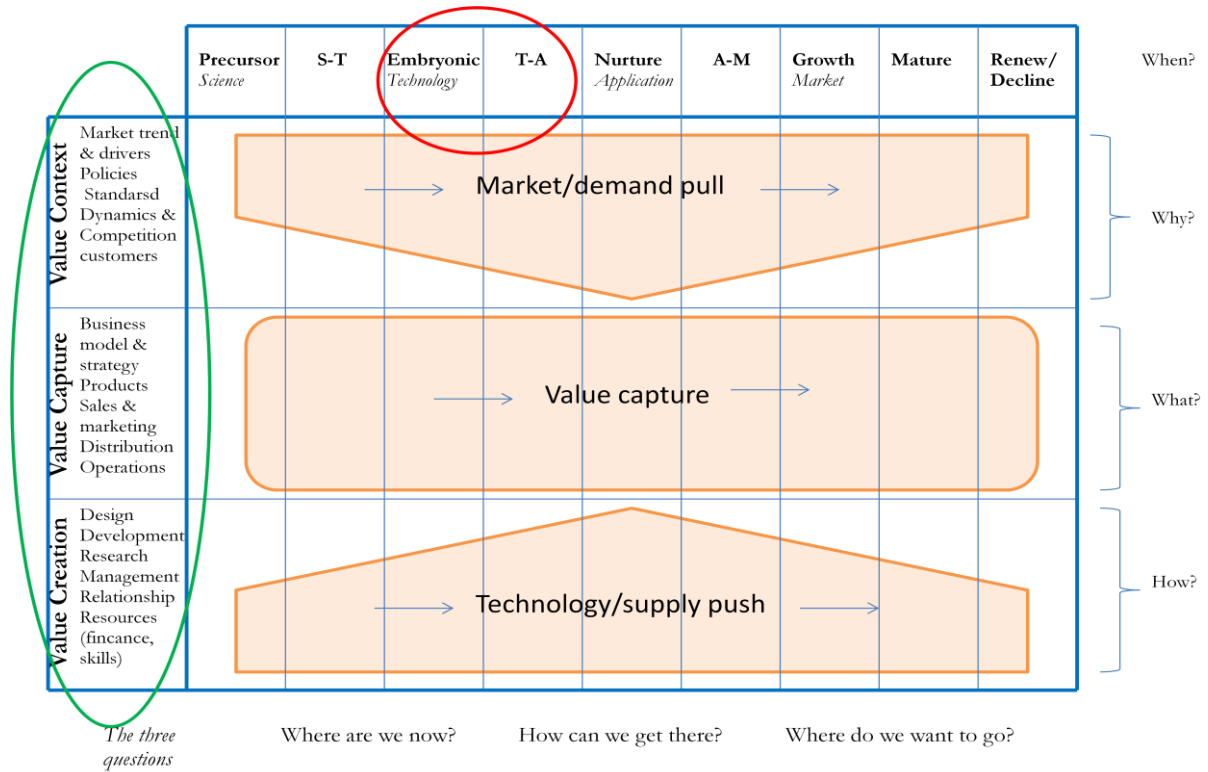 Precursor
Science
S-T
Embryonic
Technology
T-A
Nurture
Application
A-M
Growth
Market
Mature
Renew/
Decline
When?
Value Context
Market trend
& drivers
Policies
Standarsd
Dynamics &
Competition
customers
Market/demand pull
Why?
Value Capture
Business
model &
strategy
Products
Sales &
marketing
Distribution
Operations
Value capture
What?
Value Creation
Design
Development
Research
Management
Relationship
Resources
(fincance,
skills)
Technology/supply push
How?
The three
questions
Where are we now?
How can we get there?
Where do we want to go?